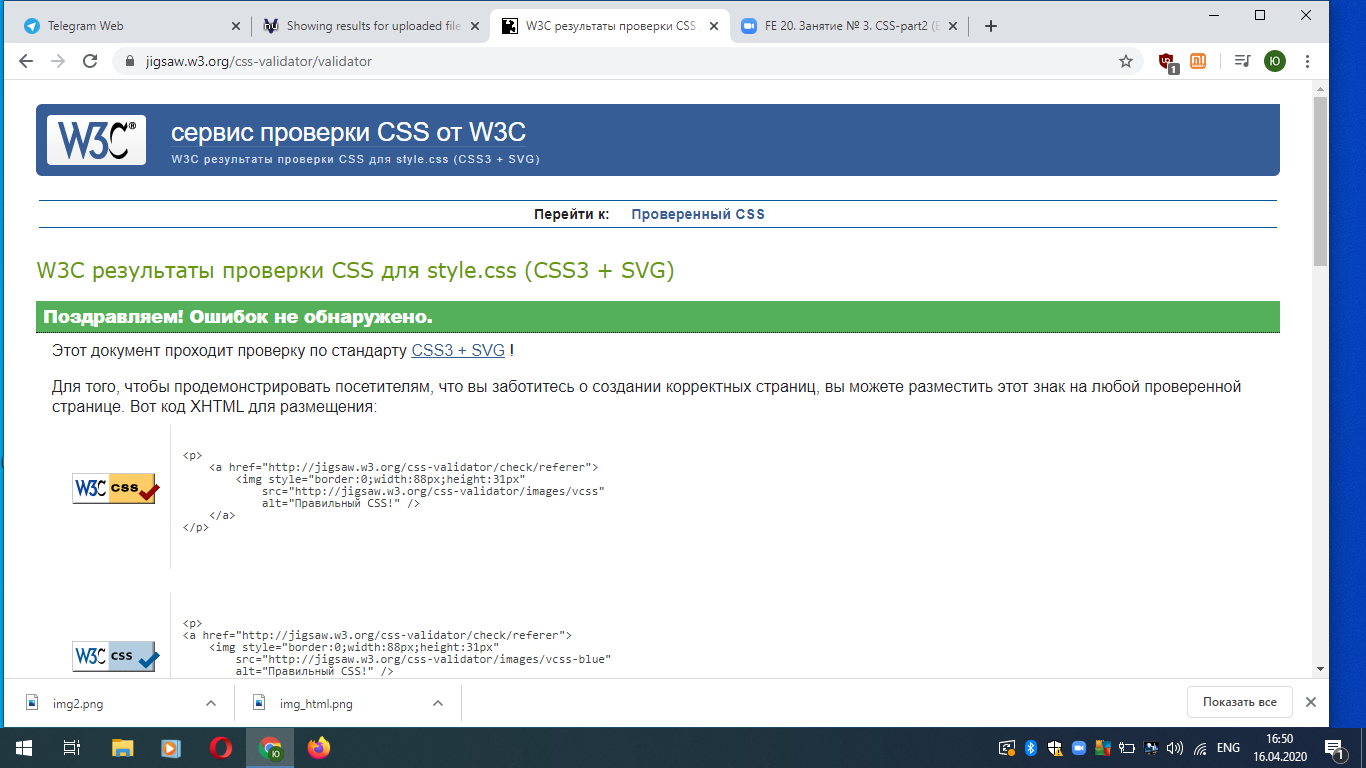 Telegram Web
Showing results for uploaded file
W3C результаты проверки CSS
FE 20. Занятие № 3. CSS-part2 (
jigsaw.w3.org/css-validator/validator
1
Ю
W3C®
сервис проверки CSS от W3C
W3C результаты проверки CSS для style.css (CSS3 + SVG)
Перейти к: Проверенный CSS
W3C результаты проверки CSS для style.css (CSS3 + SVG)
Поздравляем! Ошибок не обнаружено.
Этот документ проходит проверку по стандарту CSS3 + SVG !
Для того, чтобы продемонстрировать посетителям, что вы заботитесь о создании корректных страниц, вы можете разместить этот знак на любой проверенной
странице. Вот код XHTML для размещения:
W3C css
<p>
<a href="http://jigsaw.w3.org/css-validator/check/referer">
<img style="border:0;width:88px;height:31px"
src="http://jigsaw.w3.org/css-validator/images/vcss"
alt="Правильный CSS!" />
</a>
</p>
W3C css
<p>
<a href="http://jigsaw.w3.org/css-validator/check/referer">
<img style="border:0;width:88px;height:31px"
src="http://jigsaw.w3.org/css-validator/images/vcss-blue"
alt="Правильный CSS!" />
img2.png
img_html.png
Показать все
Ю
ENG
16:50
16.04.2020
1